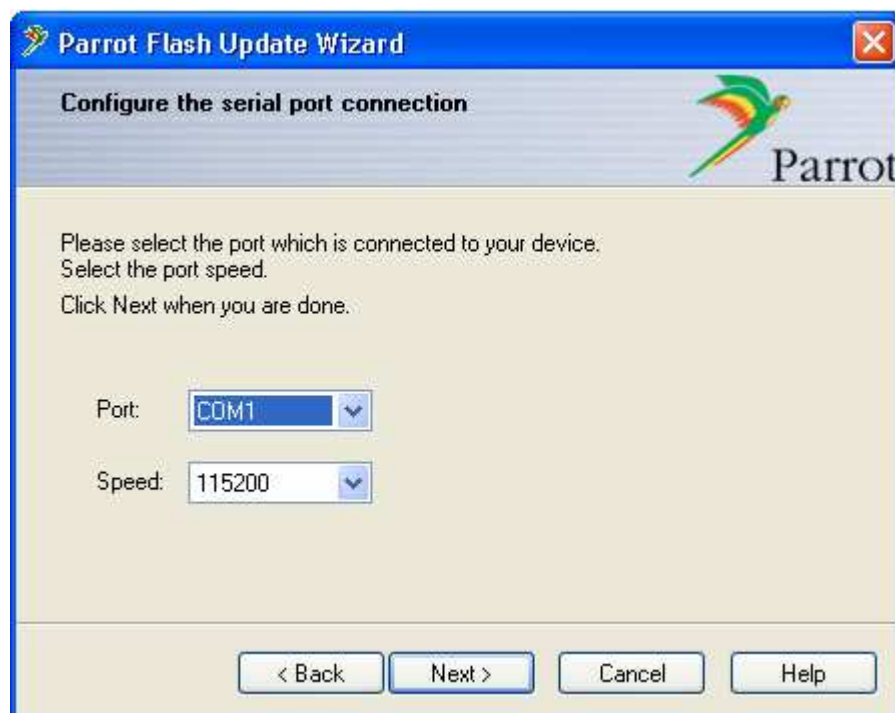 Parrot Flash Update Wizard
Configure the serial port connection
Parrot
Please select the port which is connected to your device.
Select the port speed.
Click Next when you are done.
Port: COM1
Speed: 115200
< Back Next > Cancel Help